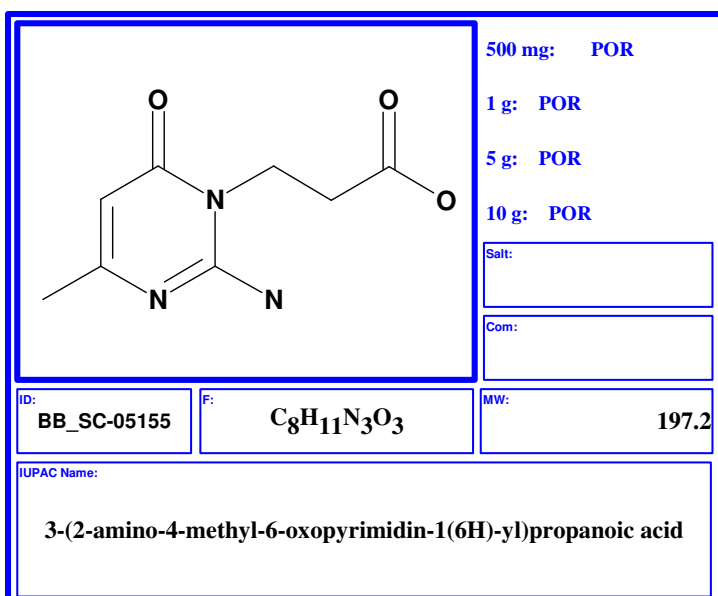 500 mg: POR
1 g: POR
5 g: POR
10 g: POR
O
O
N
O
N
N
Salt:
Com:
ID:
BB_SC-05155
F:
C8H11N3O3
MW:
197.2
IUPAC Name:
3-(2-amino-4-methyl-6-oxopyrimidin-1(6H)-yl)propanoic acid